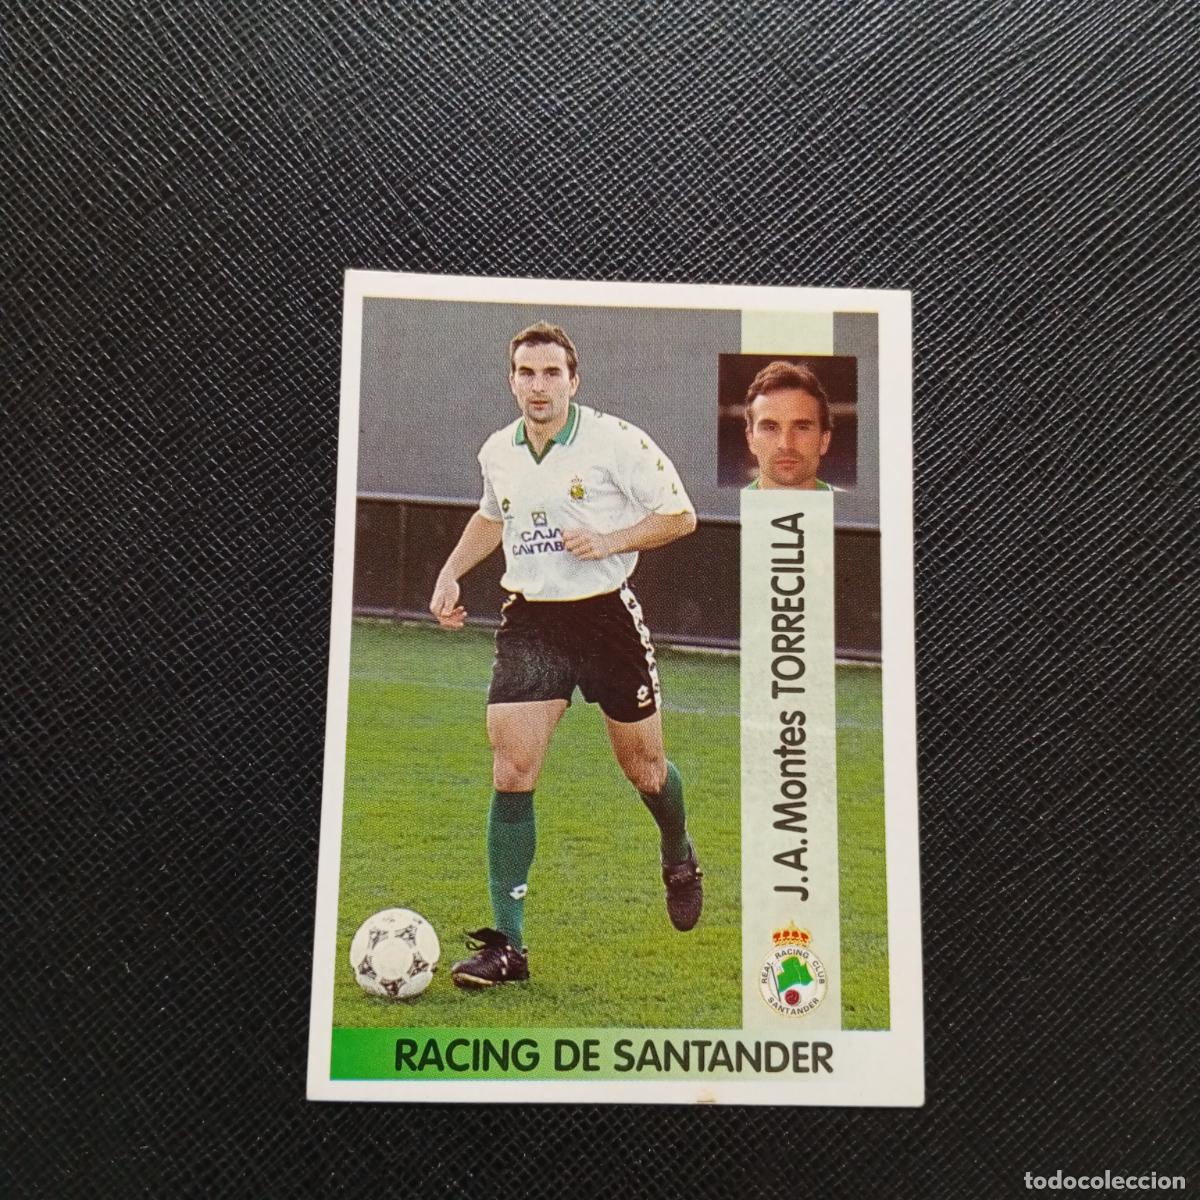 CAJA
CANTAB
J.A.Montes TORRECILLA
REAL RACING CLUB
SANTANDER
RACING DE SANTANDER
todocoleccion